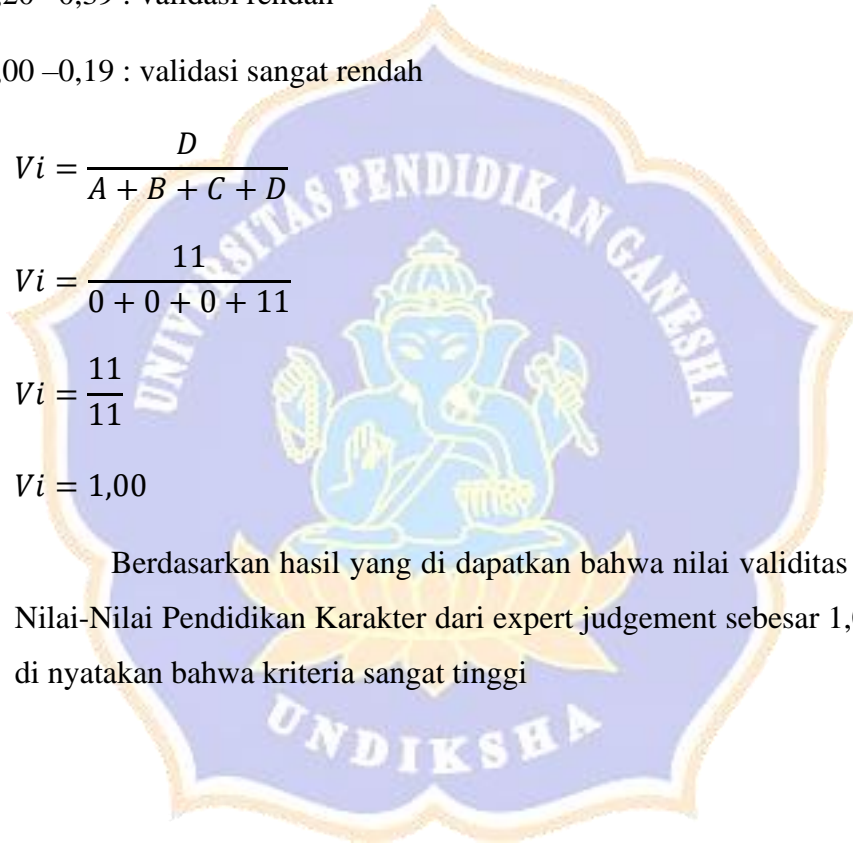 ,20 –0,39 : validasi rendah
,00 –0,19 : validasi sangat rendah
Vi = D / A + B + C + D
Vi = 11 / 0 + 0 + 0 + 11
Vi = 11 / 11
Vi = 1,00
Berdasarkan hasil yang di dapatkan bahwa nilai validitas
Nilai-Nilai Pendidikan Karakter dari expert judgement sebesar 1,
di nyatakan bahwa kriteria sangat tinggi
UNIVERSITAS PENDIDIKAN GANESHA
UNDIKSHA